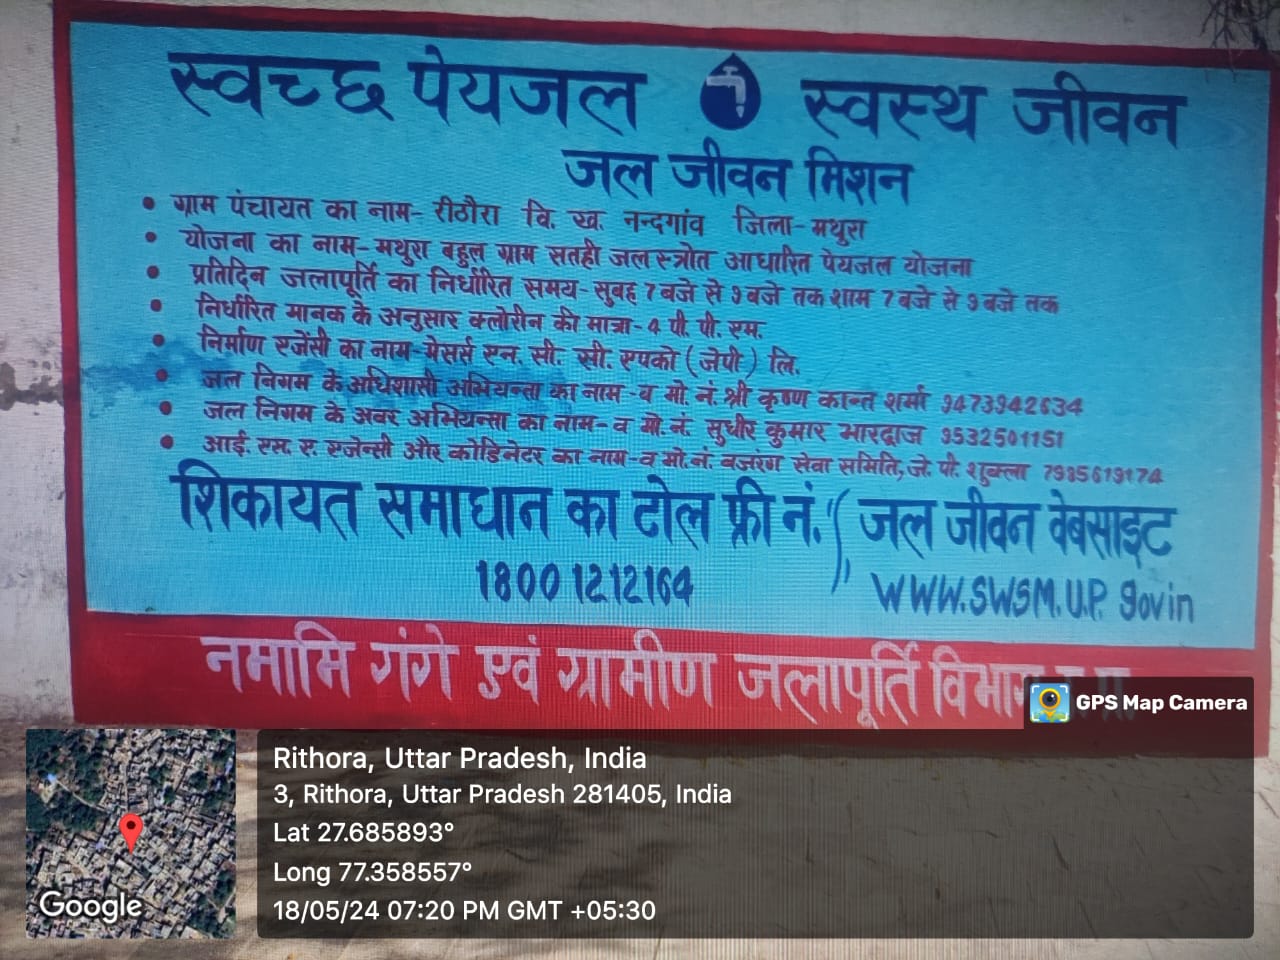 स्वच्छ पेयजल स्वस्थ जीवन
जल जीवन मिशन
• ग्राम पंचायत का नाम- रीठौरा वि. ख. नन्दगांव जिला- मथुरा
• योजना का नाम- मथुरा बहुल ग्राम सतही जल स्त्रोत आधारित पेयजल योजना
• प्रतिदिन जलापूर्ति का निर्धारित समय- सुबह 7 बजे से 9 बजे तक शाम 7 बजे से 9 बजे तक
• निर्धारित मानक के अनुसार क्लोरीन की मात्रा- 4 पी. पी. एम.
• निर्माण एजेंसी का नाम- मेसर्स एन. सी. सी. एपको (जेपी) लि.
• जल निगम के अधिशासी अभियन्ता का नाम- व मो. नं. श्री कृष्ण कान्त शर्मा 9473942634
• जल निगम के अवर अभियन्सा का नाम- व मो. नं. सुधीर कुमार भारद्वाज 9532501151
• आई. एस. ए. एजेन्सी और कोडिनेटर का नाम- व मो. नं. बजरंग सेवा समिति, जे. पी. शुक्ला 7985619174
शिकायत समाधान का टोल फ्री नं. जल जीवन वेबसाइट
1800 1212164 WWW.SWSM.U.P. govin
नमामि गंगे एवं ग्रामीण जलापूर्ति विभाग
GPS Map Camera
Rithora, Uttar Pradesh, India
3, Rithora, Uttar Pradesh 281405, India
Lat 27.685893°
Long 77.358557°
18/05/24 07:20 PM GMT +05:30
Google